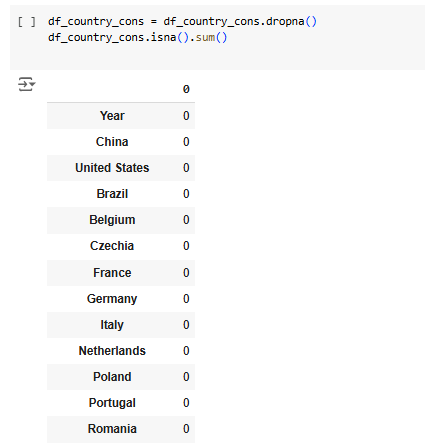 [ ] df_country_cons = df_country_cons.dropna()
df_country_cons.isna().sum()
0
Year 0
China 0
United States 0
Brazil 0
Belgium 0
Czechia 0
France 0
Germany 0
Italy 0
Netherlands 0
Poland 0
Portugal 0
Romania 0